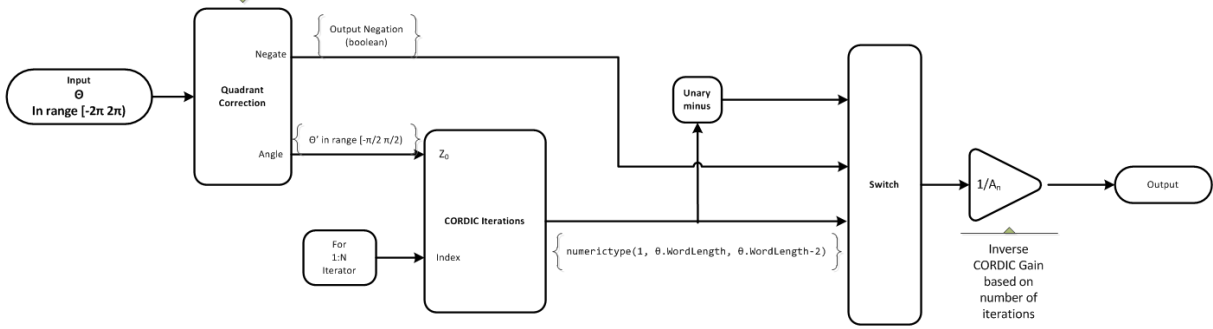 Input
Θ
In range [-2π 2π)
Quadrant
Correction
Negate
Angle
Output Negation
(boolean)
Θ' in range [-π/2 π/2)
For
1:N
Iterator
Z₀
CORDIC Iterations
Index
Unary
minus
numerictype(1, θ.WordLength, θ.WordLength-2)
Switch
1/Aₙ
Inverse
CORDIC Gain
based on
number of
iterations
Output